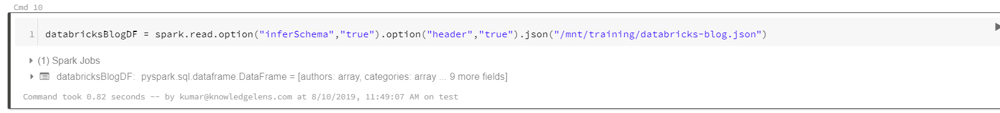 Cmd 10
1 databricksBlogDF = spark.read.option("inferSchema","true").option("header","true").json("/mnt/training/databricks-blog.json")
(1) Spark Jobs
databricksBlogDF: pyspark.sql.dataframe.DataFrame = [authors: array, categories: array ... 9 more fields]
Command took 0.82 seconds -- by kumar@knowledgelens.com at 8/10/2019, 11:49:07 AM on test